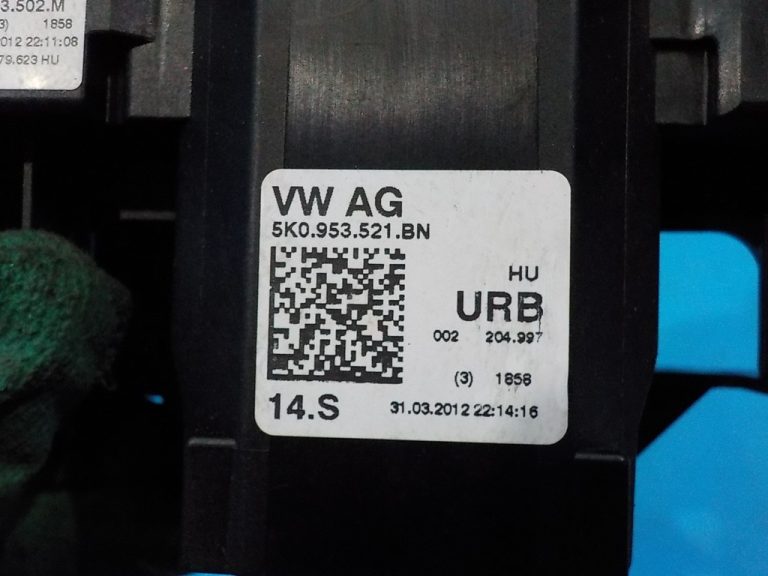 3.502.M
3) 1858
2012 22:11:08
79.623 HU
VW AG
5K0.953.521.BN
HU
URB
002 204.997
(3) 1858
14.S 31.03.2012 22:14:16